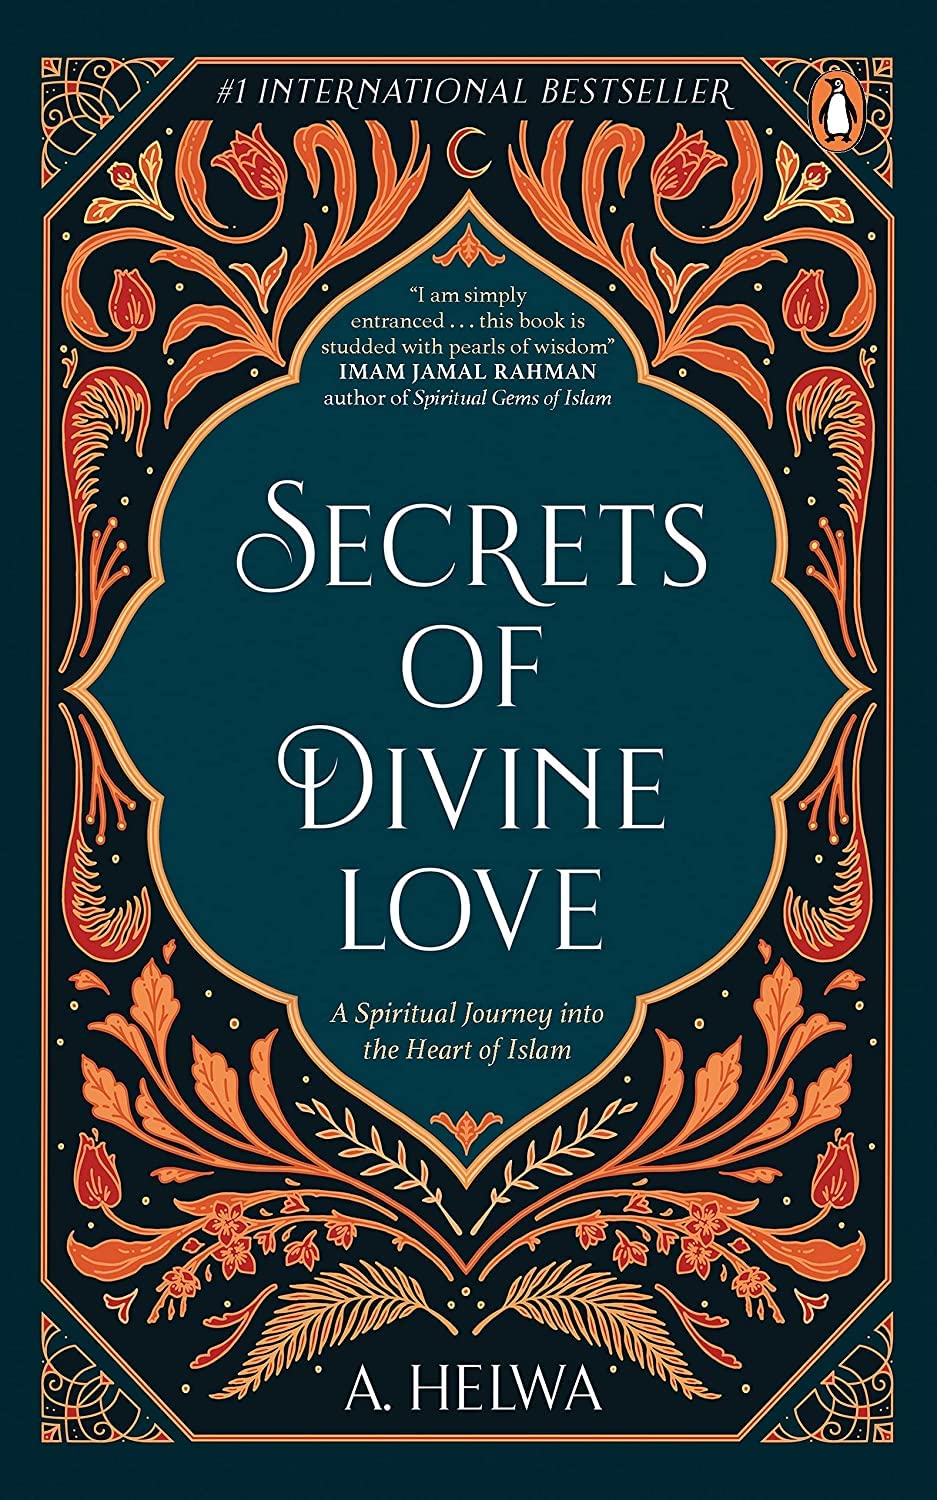 #1 INTERNATIONAL BESTSELLER
“I am simply
entranced . . . this book is
studded with pearls of wisdom”
IMAM JAMAL RAHMAN
author of Spiritual Gems of Islam
SECRETS
OF
DIVINE
LOVE
A Spiritual Journey into
the Heart of Islam
A. HELWA